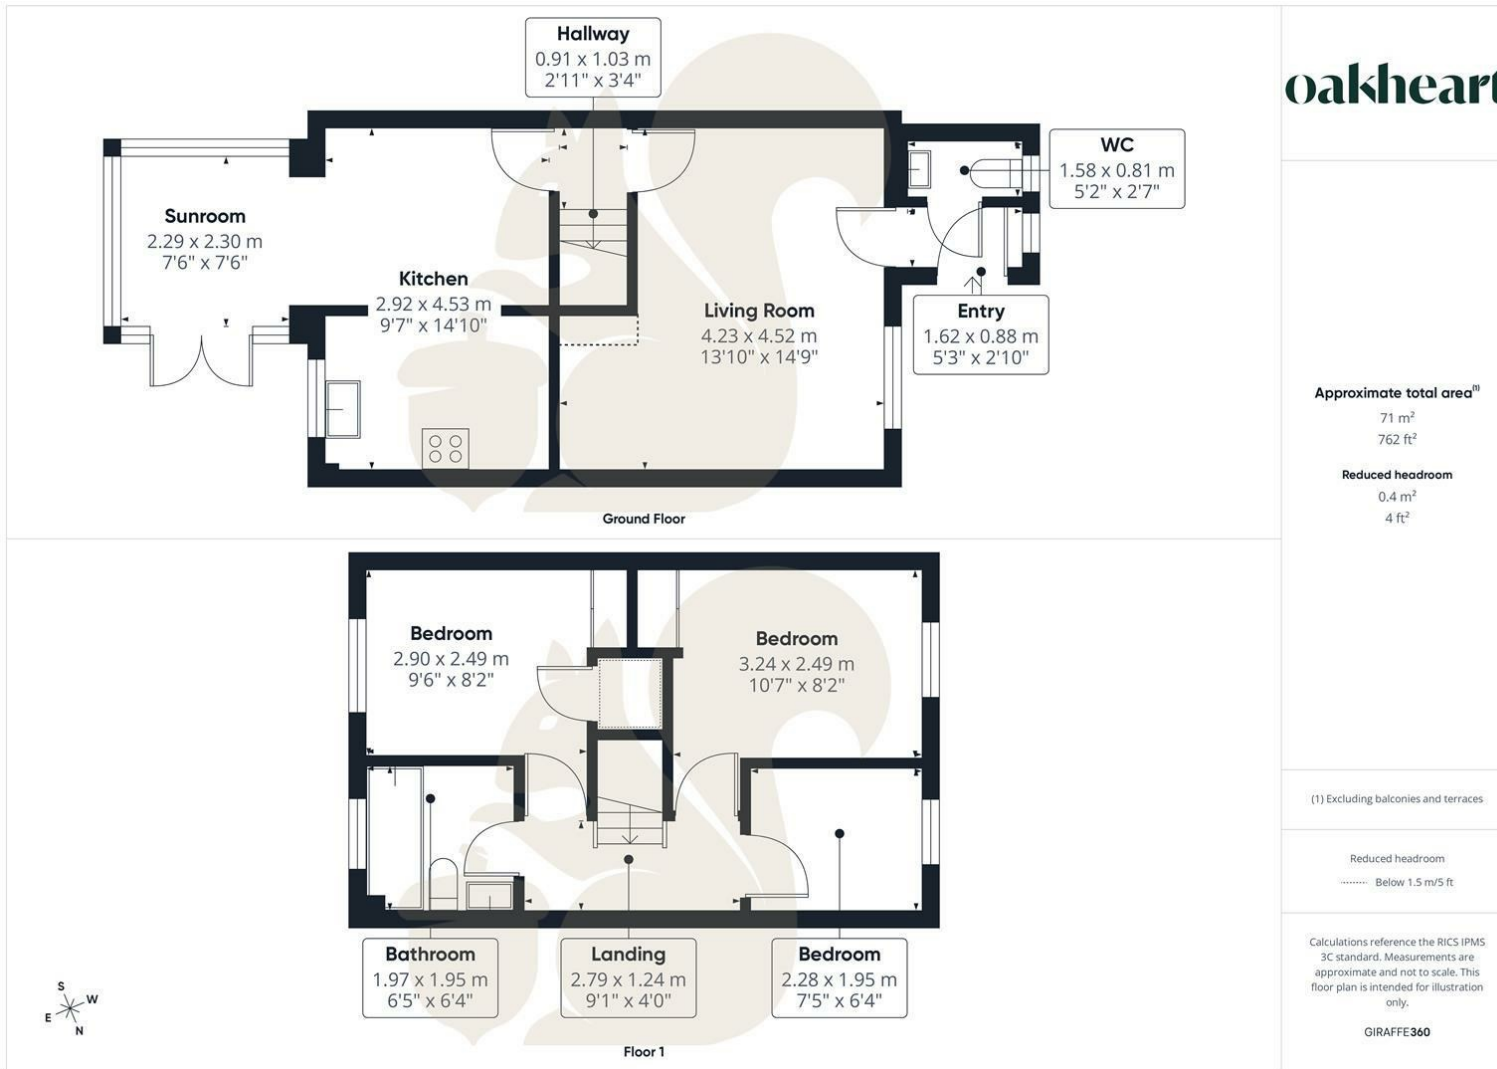 Hallway
0.91 x 1.03 m
2'11" x 3'4"
WC
1.58 x 0.81 m
5'2" x 2'7"
Sunroom
2.29 x 2.30 m
7'6" x 7'6"
Kitchen
2.92 x 4.53 m
9'7" x 14'10"
Living Room
4.23 x 4.52 m
13'10" x 14'9"
Entry
1.62 x 0.88 m
5'3" x 2'10"
Ground Floor
Bedroom
2.90 x 2.49 m
9'6" x 8'2"
Bedroom
3.24 x 2.49 m
10'7" x 8'2"
Bathroom
1.97 x 1.95 m
6'5" x 6'4"
Landing
2.79 x 1.24 m
9'1" x 4'0"
Bedroom
2.28 x 1.95 m
7'5" x 6'4"
Floor 1
S
W
E
N
oakheart
Approximate total area(1)
71 m²
762 ft²
Reduced headroom
0.4 m²
4 ft²
(1) Excluding balconies and terraces
Reduced headroom
Below 1.5 m/5 ft
Calculations reference the RICS IPMS
3C standard. Measurements are
approximate and not to scale. This
floor plan is intended for illustration
only.
GIRAFFE360